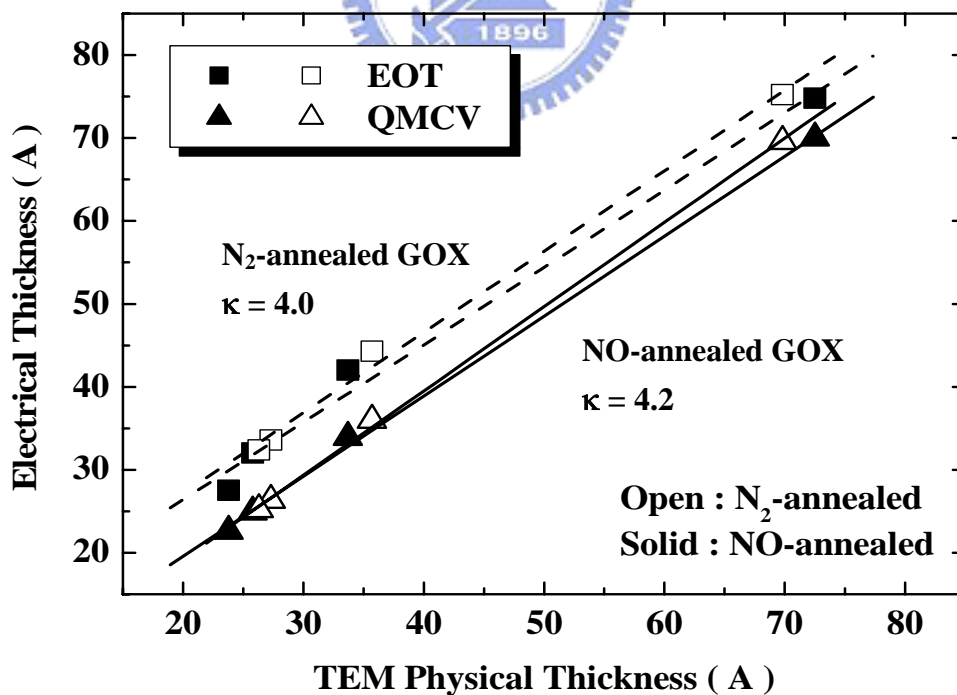 1896
EOT
QMCV
N₂-annealed GOX
κ = 4.0
NO-annealed GOX
κ = 4.2
Open : N₂-annealed
Solid : NO-annealed
Electrical Thickness ( A )
80
70
60
50
40
30
20
20 30 40 50 60 70 80
TEM Physical Thickness ( A )